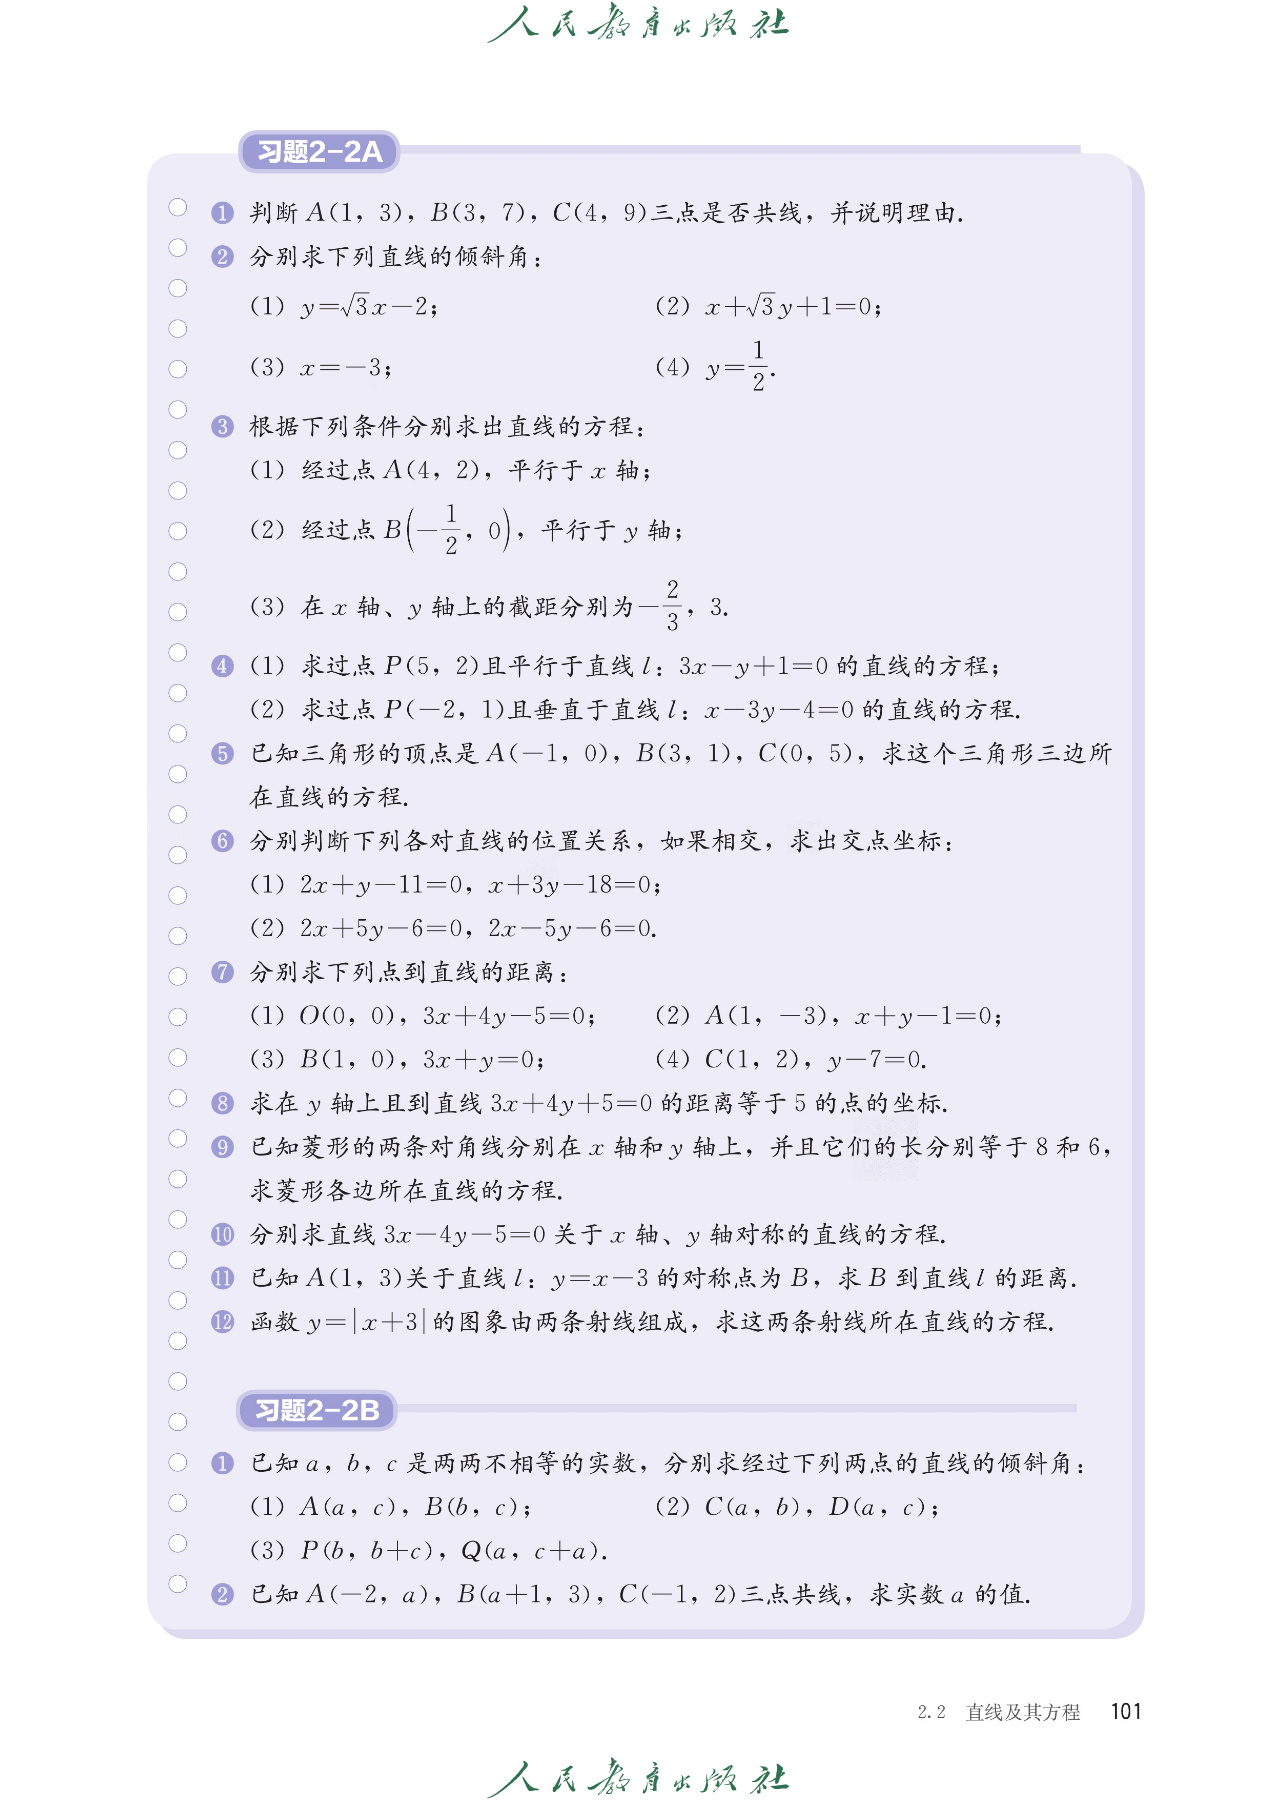 人民教育出版社
习题2-2A
❶ 判断 A(1, 3), B(3, 7), C(4, 9)三点是否共线，并说明理由.
❷ 分别求下列直线的倾斜角：
(1) y=√3x-2; (2) x+√3y+1=0;
(3) x=-3; (4) y=1/2.
❸ 根据下列条件分别求出直线的方程：
(1) 经过点 A(4, 2)，平行于 x 轴；
(2) 经过点 B(-1/2, 0)，平行于 y 轴；
(3) 在 x 轴、y 轴上的截距分别为-2/3, 3.
❹ (1) 求过点 P(5, 2)且平行于直线 l：3x-y+1=0 的直线的方程；
(2) 求过点 P(-2, 1)且垂直于直线 l：x-3y-4=0 的直线的方程.
❺ 已知三角形的顶点是 A(-1, 0), B(3, 1), C(0, 5)，求这个三角形三边所
在直线的方程.
❻ 分别判断下列各对直线的位置关系，如果相交，求出交点坐标：
(1) 2x+y-11=0, x+3y-18=0;
(2) 2x+5y-6=0, 2x-5y-6=0.
❼ 分别求下列点到直线的距离：
(1) O(0, 0), 3x+4y-5=0; (2) A(1, -3), x+y-1=0;
(3) B(1, 0), 3x+y=0; (4) C(1, 2), y-7=0.
❽ 求在 y 轴上且到直线 3x+4y+5=0 的距离等于 5 的点的坐标.
❾ 已知菱形的两条对角线分别在 x 轴和 y 轴上，并且它们的长分别等于 8 和 6，
求菱形各边所在直线的方程.
❿ 分别求直线 3x-4y-5=0 关于 x 轴、y 轴对称的直线的方程.
⓫ 已知 A(1, 3)关于直线 l：y=x-3 的对称点为 B，求 B 到直线 l 的距离.
⓬ 函数 y=|x+3|的图象由两条射线组成，求这两条射线所在直线的方程.
习题2-2B
❶ 已知 a, b, c 是两两不相等的实数，分别求经过下列两点的直线的倾斜角：
(1) A(a, c), B(b, c); (2) C(a, b), D(a, c);
(3) P(b, b+c), Q(a, c+a).
❷ 已知 A(-2, a), B(a+1, 3), C(-1, 2)三点共线，求实数 a 的值.
2.2 直线及其方程 101
人民教育出版社